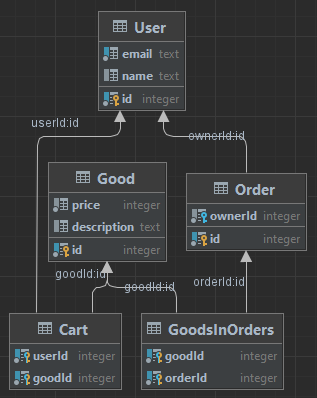 User
email text
name text
id integer
userId:id
ownerId:id
Good
price integer
description text
id integer
Order
ownerId integer
id integer
goodId:id
goodId:id
orderId:id
Cart
userId integer
goodId integer
GoodsInOrders
goodId integer
orderId integer